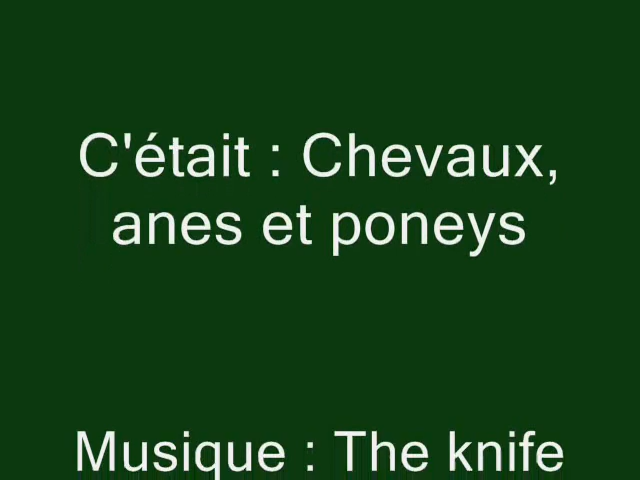 C'était : Chevaux,
anes et poneys
Musique : The knife